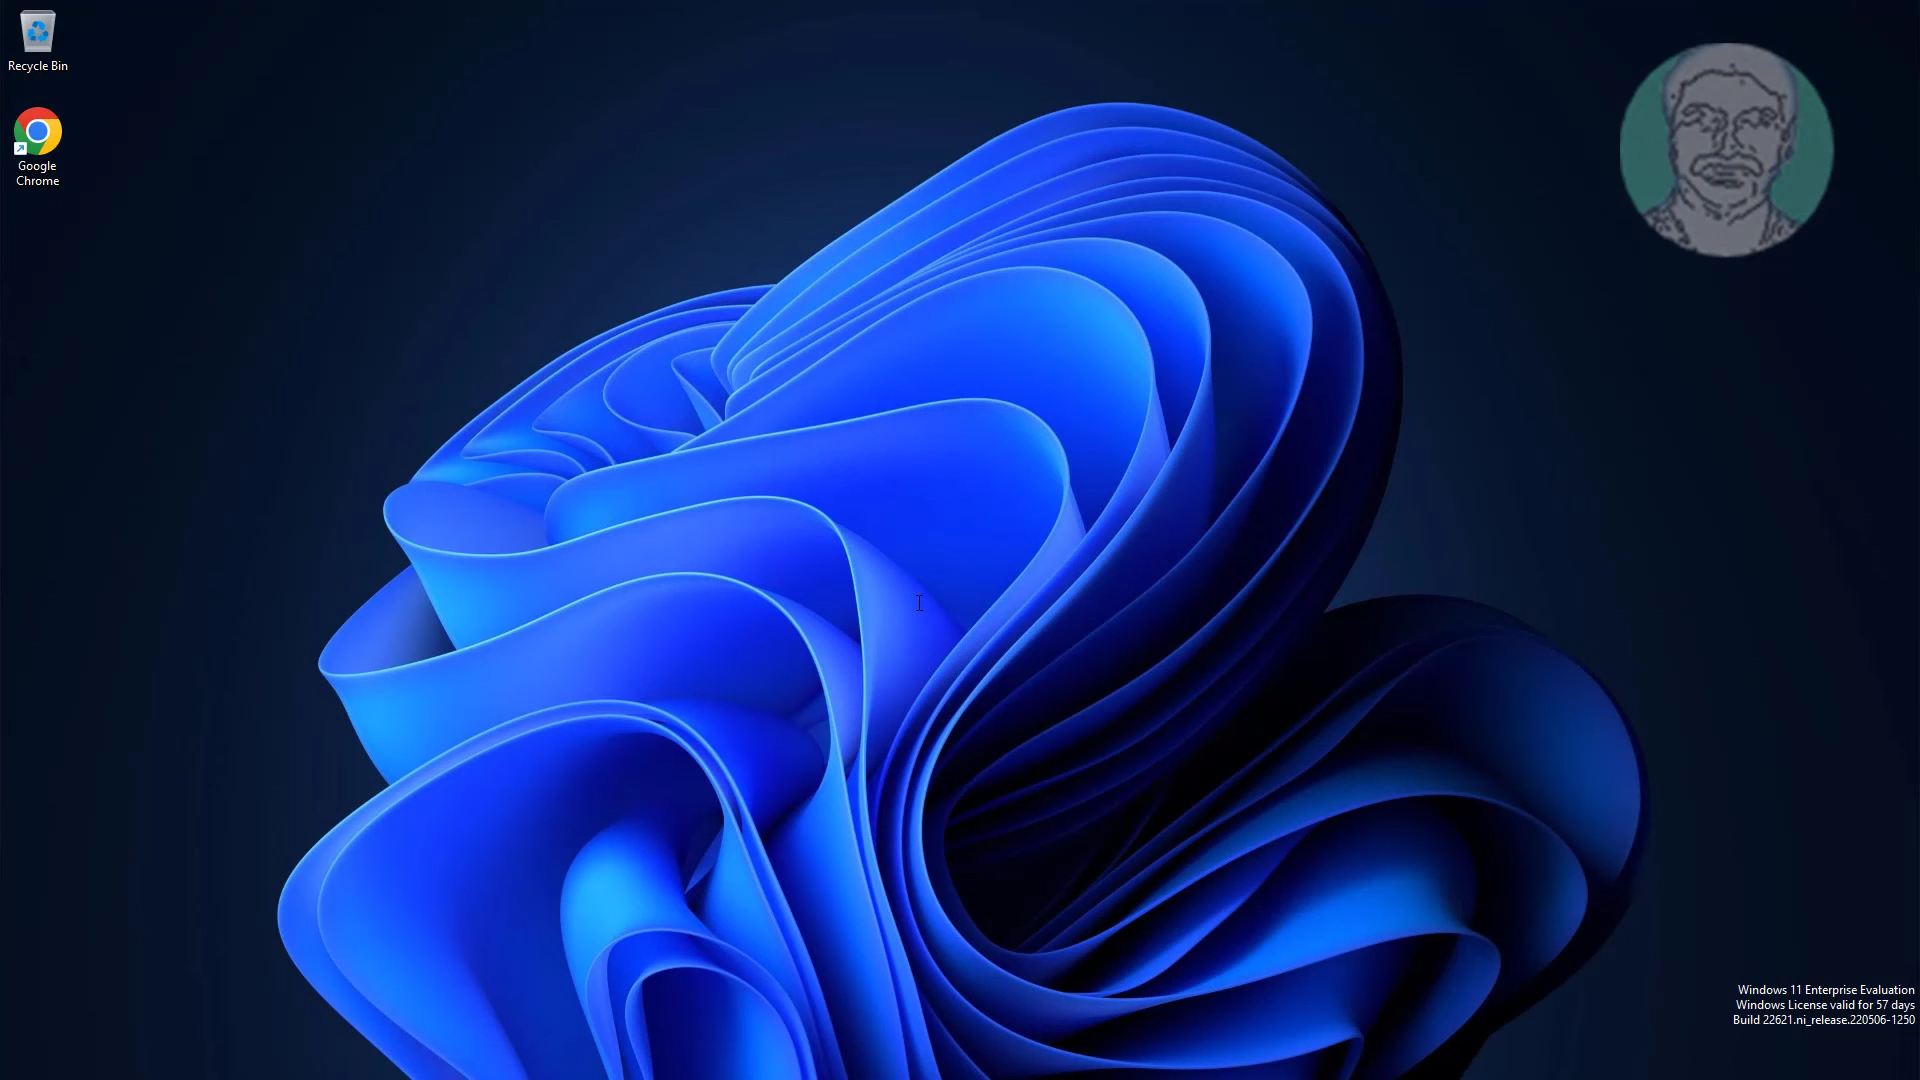 Recycle Bin
Google
Chrome
Windows 11 Enterprise Evaluation
Windows License valid for 57 days
Build 22621.ni_release.220506-1250